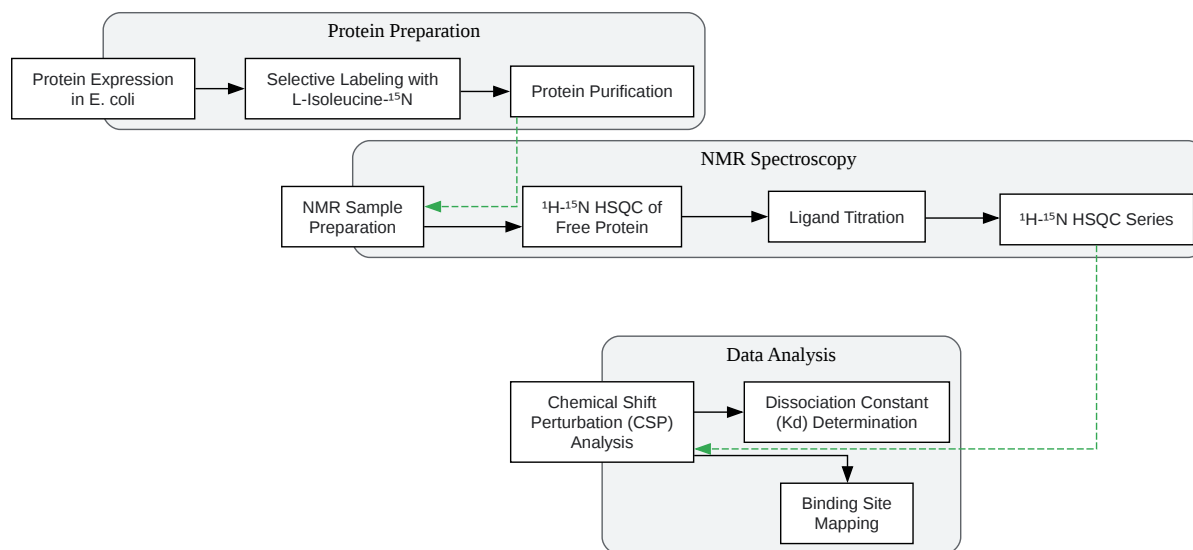 Protein Preparation
Protein Expression
in E. coli
Selective Labeling with
L-Isoleucine-¹⁵N
Protein Purification
NMR Spectroscopy
NMR Sample
Preparation
¹H-¹⁵N HSQC of
Free Protein
Ligand Titration
¹H-¹⁵N HSQC Series
Data Analysis
Chemical Shift
Perturbation (CSP)
Analysis
Dissociation Constant
(Kd) Determination
Binding Site
Mapping